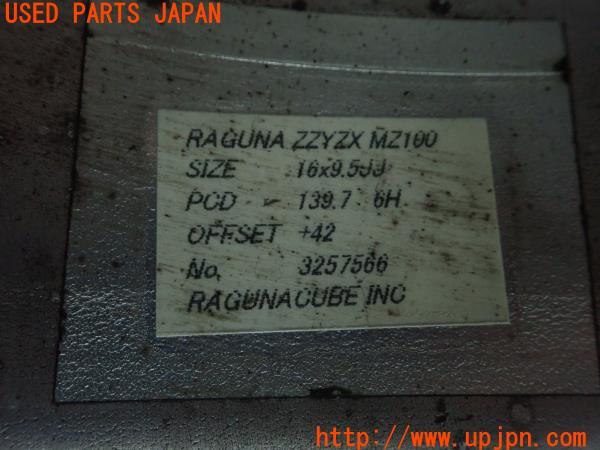 USED PARTS JAPAN
RAGUNA ZZYZX MZ100
SIZE 16x9.5JJ
PCD - 139.7 6H
OFFSET +42
No. 3257566
RAGUNACUBE INC
http://www.upjpn.com